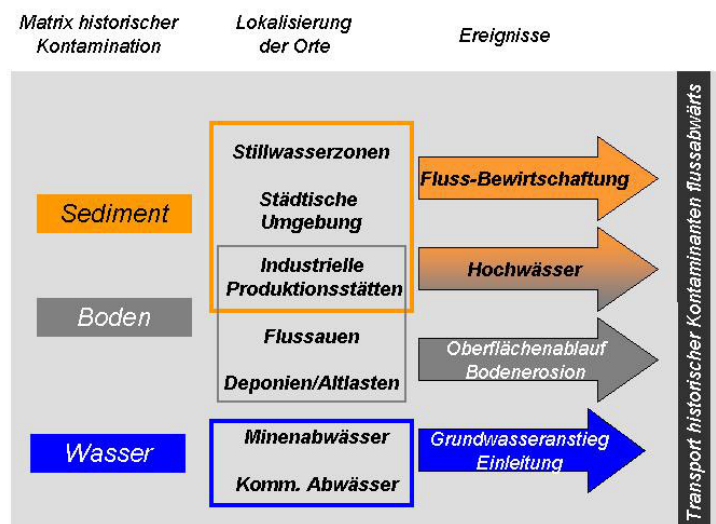 Matrix historischer
Kontamination
Lokalisierung
der Orte
Ereignisse
Sediment
Boden
Wasser
Stillwasserzonen
Städtische
Umgebung
Industrielle
Produktionsstätten
Flussauen
Deponien/Altlasten
Minenabwässer
Komm. Abwässer
Fluss-Bewirtschaftung
Hochwässer
Oberflächenablauf
Bodenerosion
Grundwasseranstieg
Einleitung
Transport historischer Kontaminanten flussabwärts